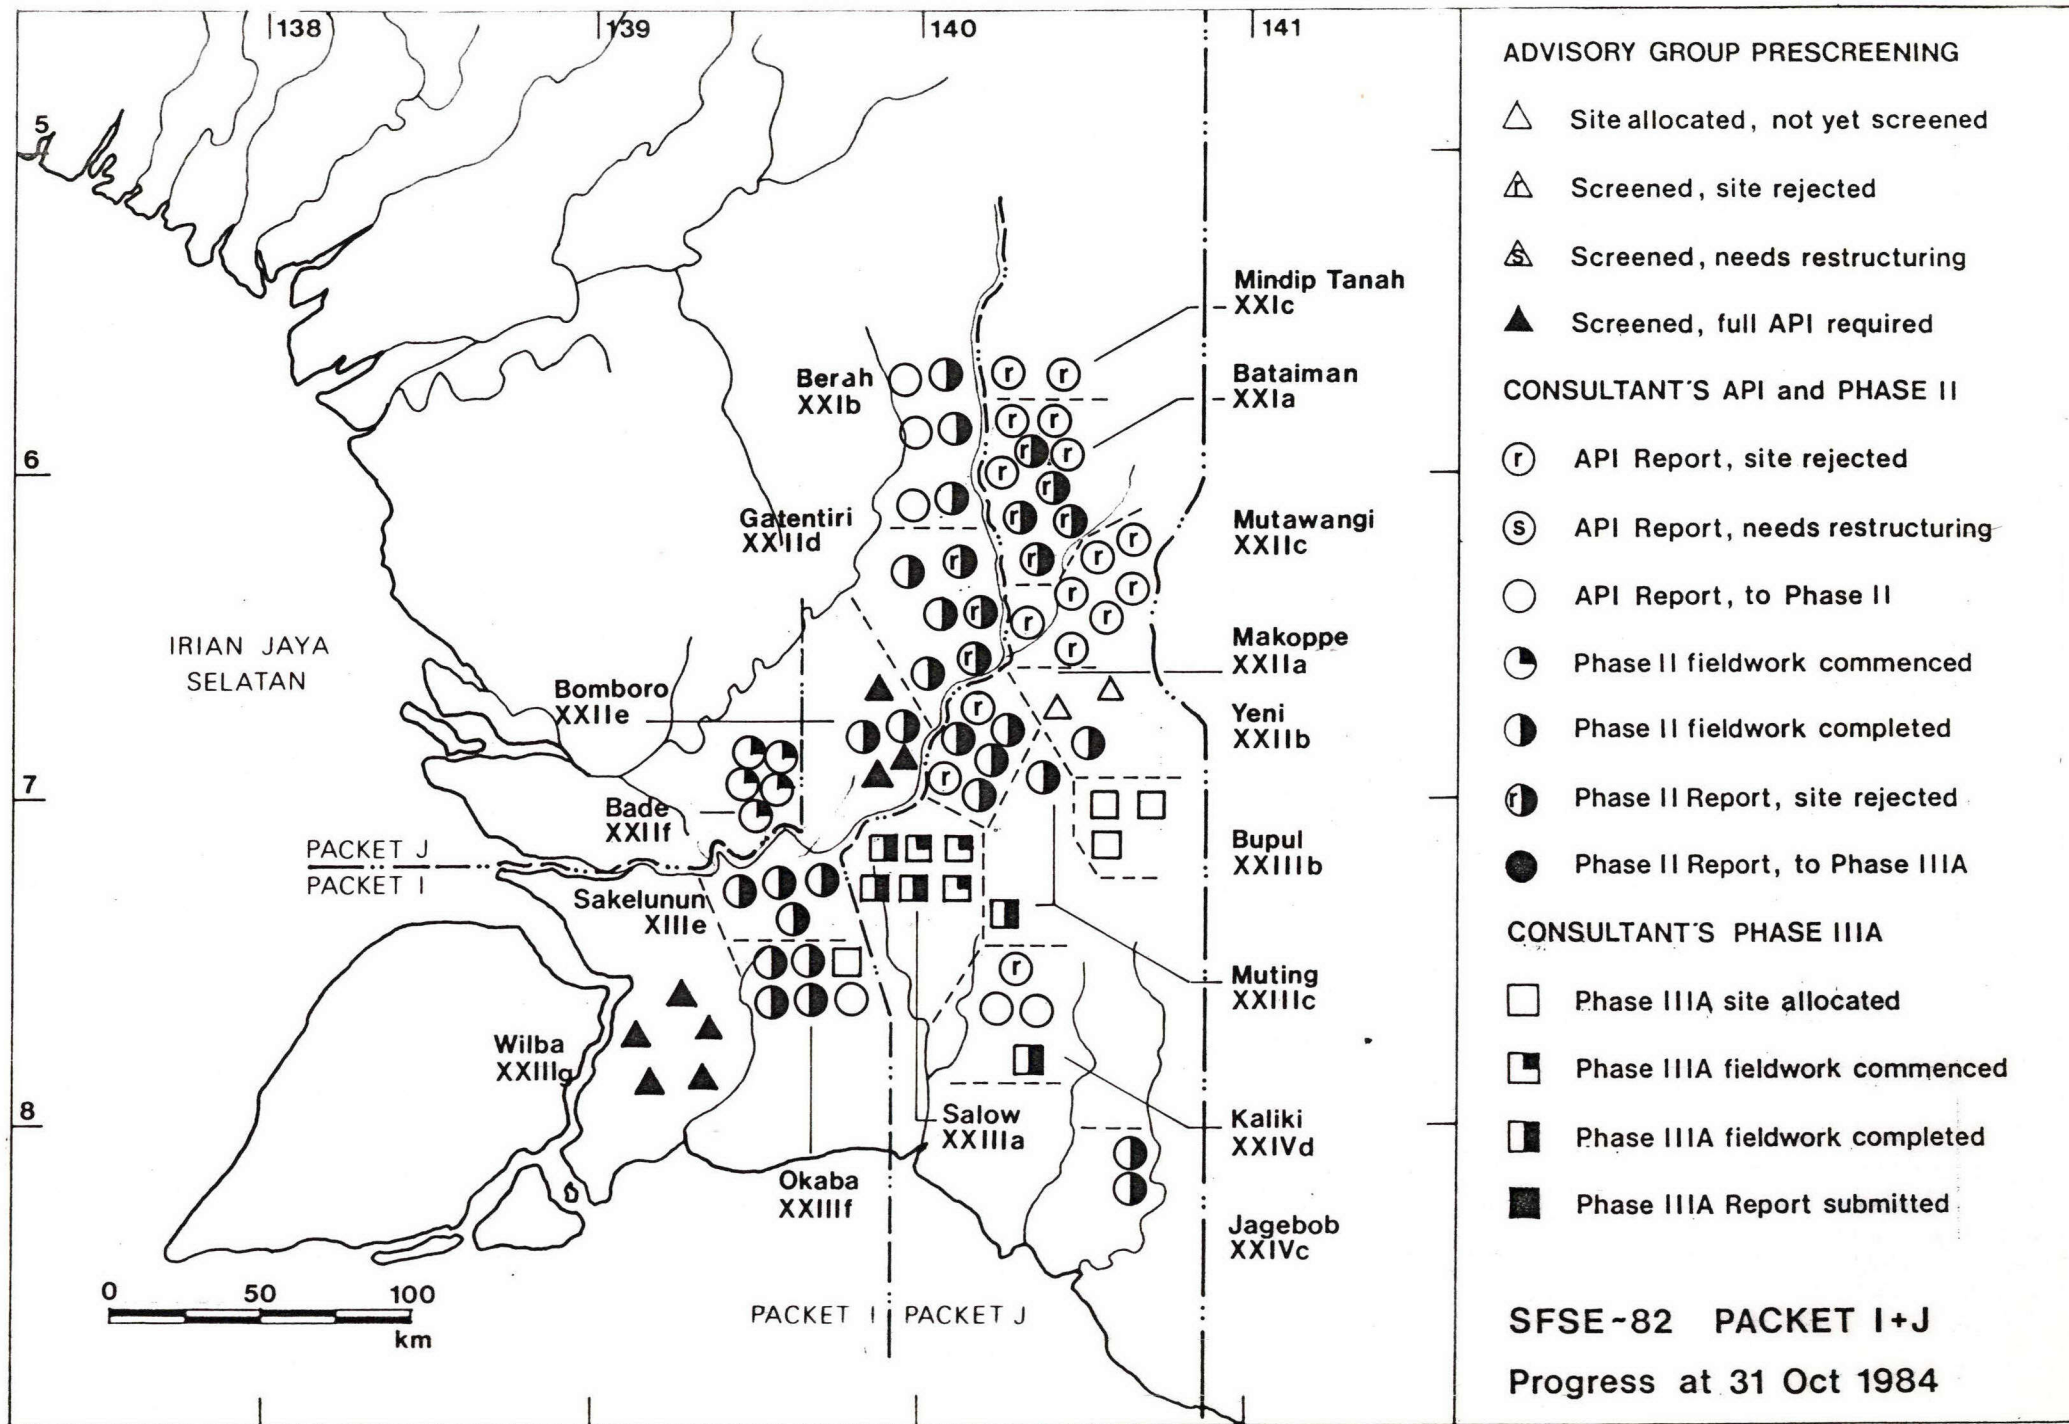 138
139
140
141
5
6
7
8
Mindip Tanah
XXIc
Berah
XXIb
Bataiman
XXIa
Gatentiri
XXIId
Mutawangi
XXIIc
IRIAN JAYA
SELATAN
Makoppe
XXIIa
Bomboro
XXIIe
Yeni
XXIIb
Bade
XXIIf
Bupul
XXIIIb
PACKET J
PACKET I
Sakelunun
XIIIe
Muting
XXIIIc
Wilba
XXIIIg
Salow
XXIIIa
Kaliki
XXIVd
Okaba
XXIIIf
Jagebob
XXIVc
0 50 100
km
PACKET I PACKET J
r r
r r
r r
r
r
r r
r
r
r
r
r
r r
r
r
r
r
r
r
r
r
r
ADVISORY GROUP PRESCREENING
Site allocated, not yet screened
r Screened, site rejected
s Screened, needs restructuring
Screened, full API required
CONSULTANT'S API and PHASE II
r API Report, site rejected
s API Report, needs restructuring
API Report, to Phase II
Phase II fieldwork commenced
Phase II fieldwork completed
r Phase II Report, site rejected
Phase II Report, to Phase IIIA
CONSULTANT'S PHASE IIIA
Phase IIIA site allocated
Phase IIIA fieldwork commenced
Phase IIIA fieldwork completed
Phase IIIA Report submitted
SFSE-82 PACKET I+J
Progress at 31 Oct 1984